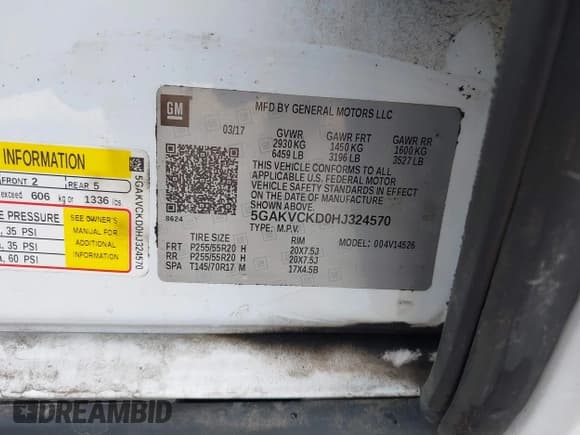 GM
MFD BY GENERAL MOTORS LLC
03/17
GVWR GAWR FRT GAWR RR
2930 KG 1450 KG 1600 KG
6459 LB 3196 LB 3527 LB
THIS VEHICLE CONFORMS TO ALL
APPLICABLE U.S. FEDERAL MOTOR
VEHICLE SAFETY AND THEFT
PREVENTION STANDARDS IN EFFECT
ON THE DATE OF MANUFACTURE
SHOWN ABOVE.
8624
5GAKVCKD0HJ324570
TYPE: M.P.V. MODEL: 004V14526
TIRE SIZE RIM
FRT P255/55R20 H 20X7.5J
RR P255/55R20 H 20X7.5J
SPA T145/70R17 M 17X4.5B
INFORMATION
FRONT 2 REAR 5
exceed 606 kg or 1336 lbs
PRESSURE
, 35 PSI
, 35 PSI
, 60 PSI
SEE OWNER'S
MANUAL FOR
ADDITIONAL
INFORMATION
5GAKVCKD0HJ324570
DREAMBID